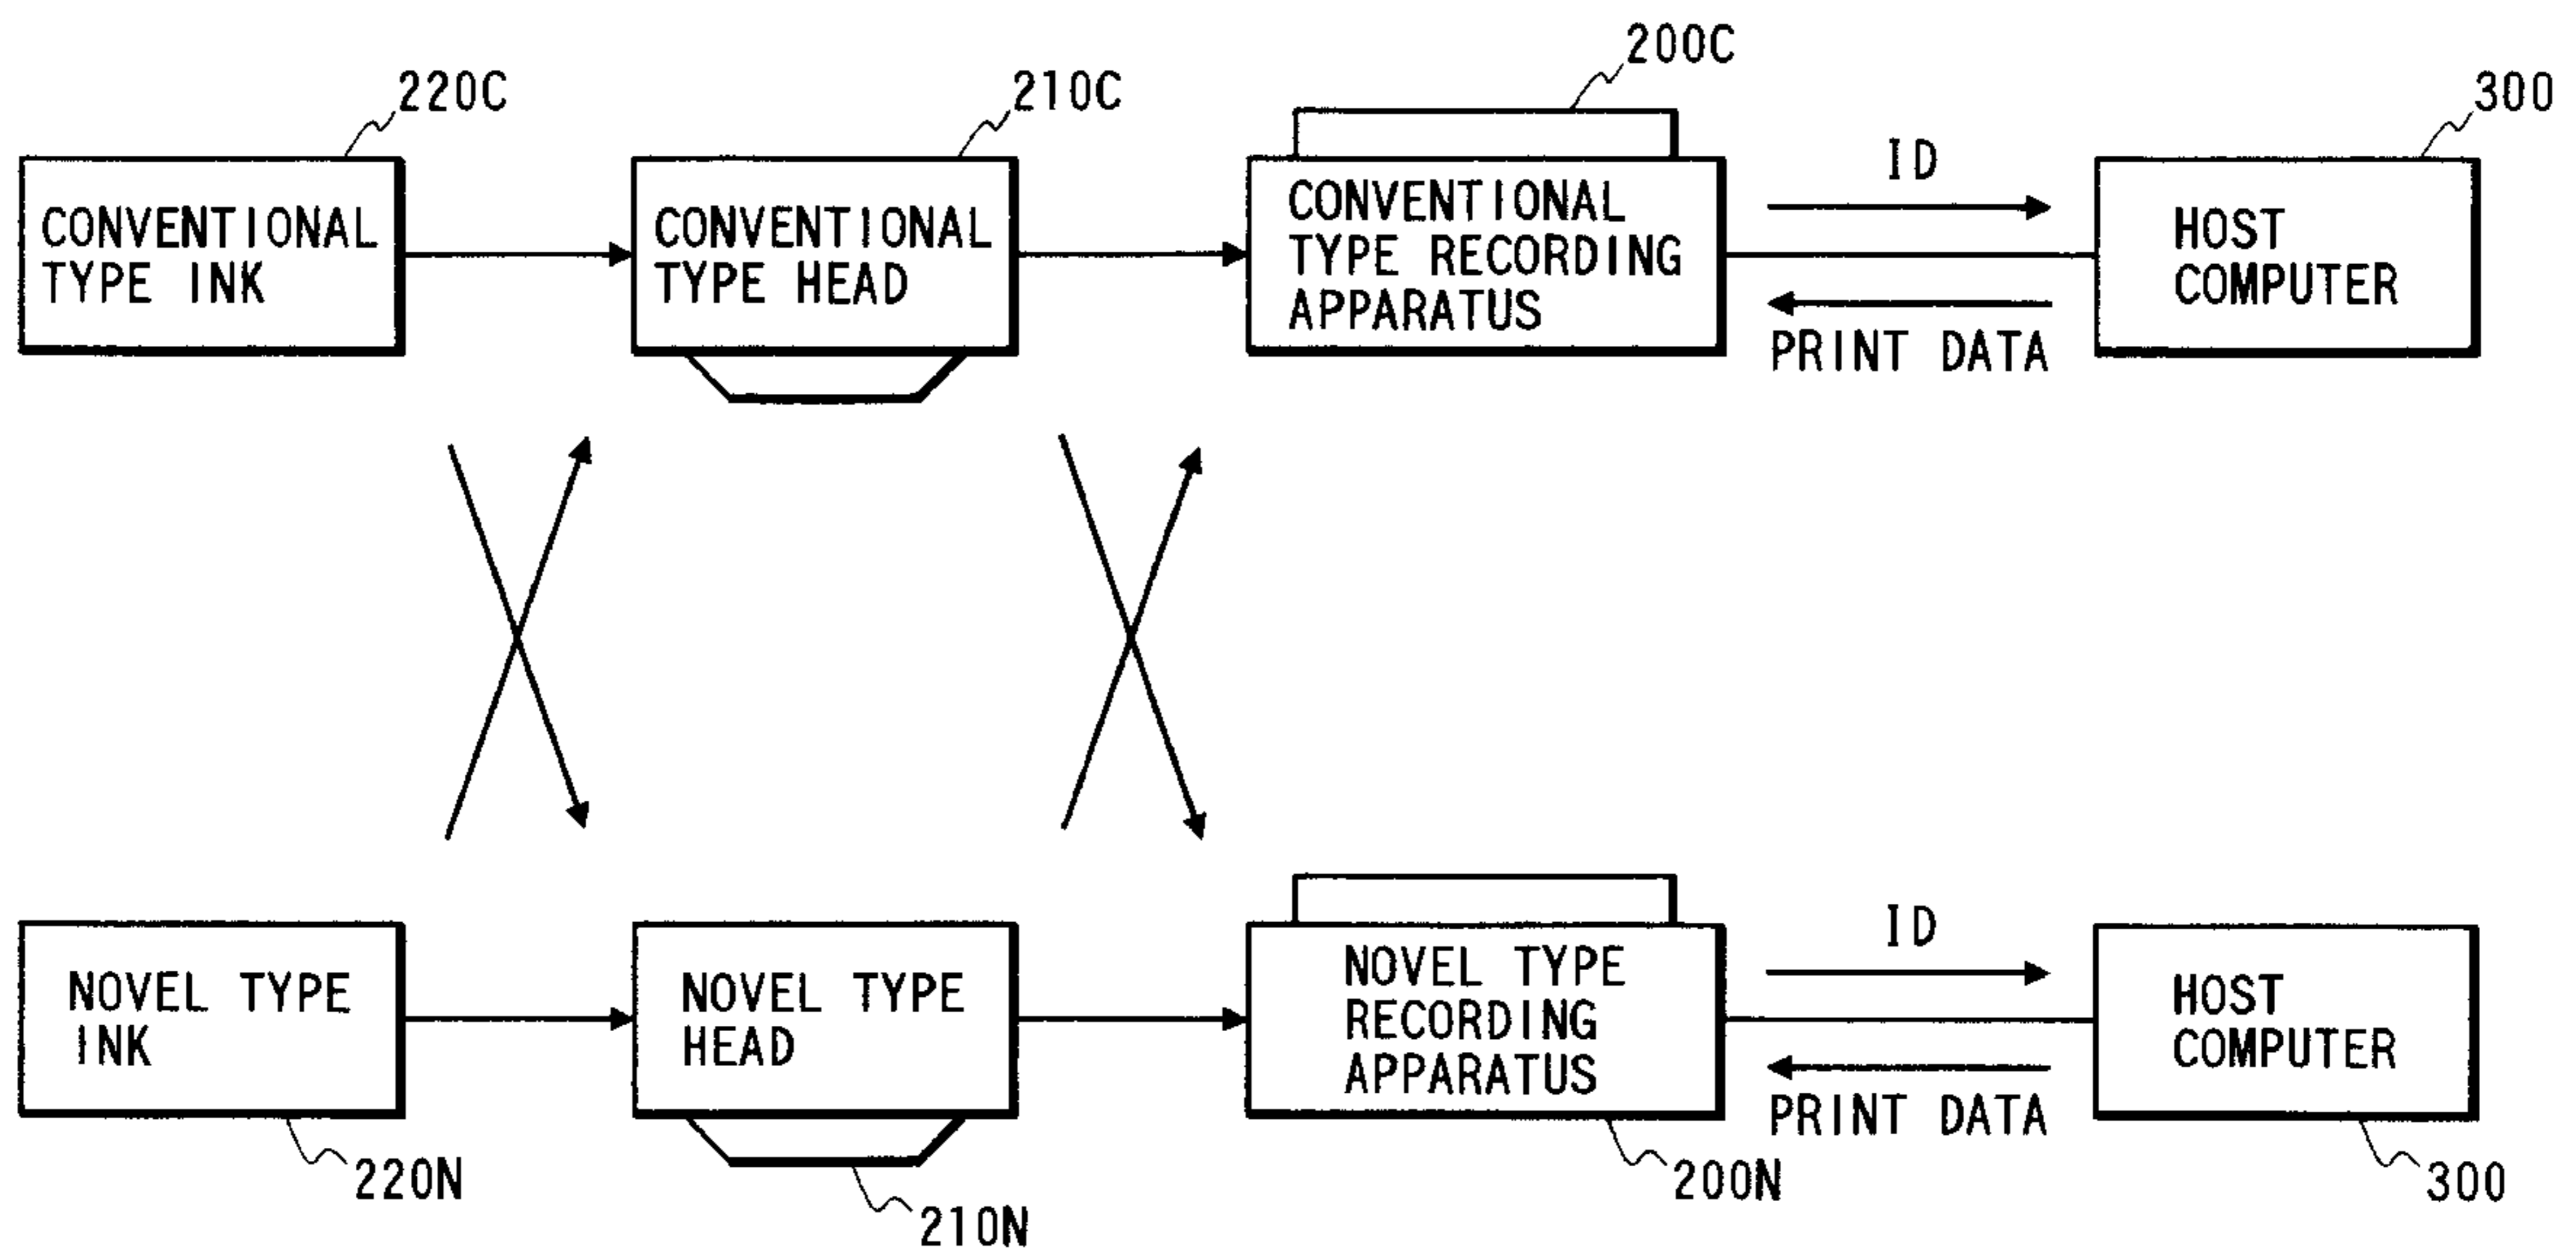 220C
210C
200C
300
CONVENTIONAL
TYPE INK
CONVENTIONAL
TYPE HEAD
CONVENTIONAL
TYPE RECORDING
APPARATUS
ID
PRINT DATA
HOST
COMPUTER
NOVEL TYPE
INK
NOVEL TYPE
HEAD
NOVEL TYPE
RECORDING
APPARATUS
ID
PRINT DATA
HOST
COMPUTER
220N
210N
200N
300